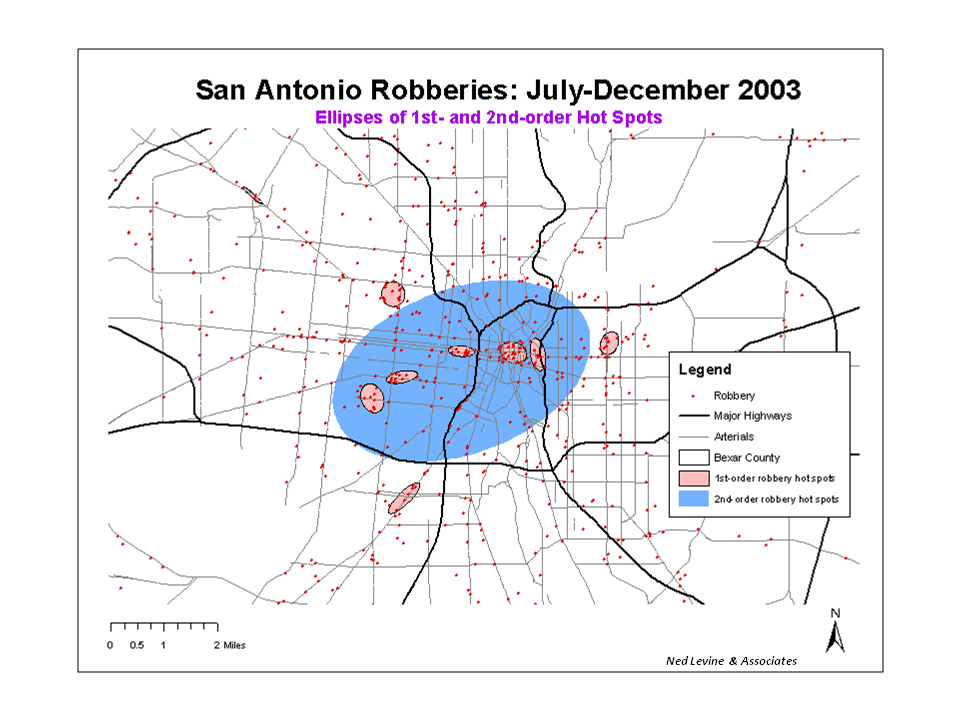 San Antonio Robberies: July-December 2003
Ellipses of 1st- and 2nd-order Hot Spots
Legend
Robbery
Major Highways
Arterials
Bexar County
1st-order robbery hot spots
2nd-order robbery hot spots
N
0 0.5 1 2 Miles
Ned Levine & Associates